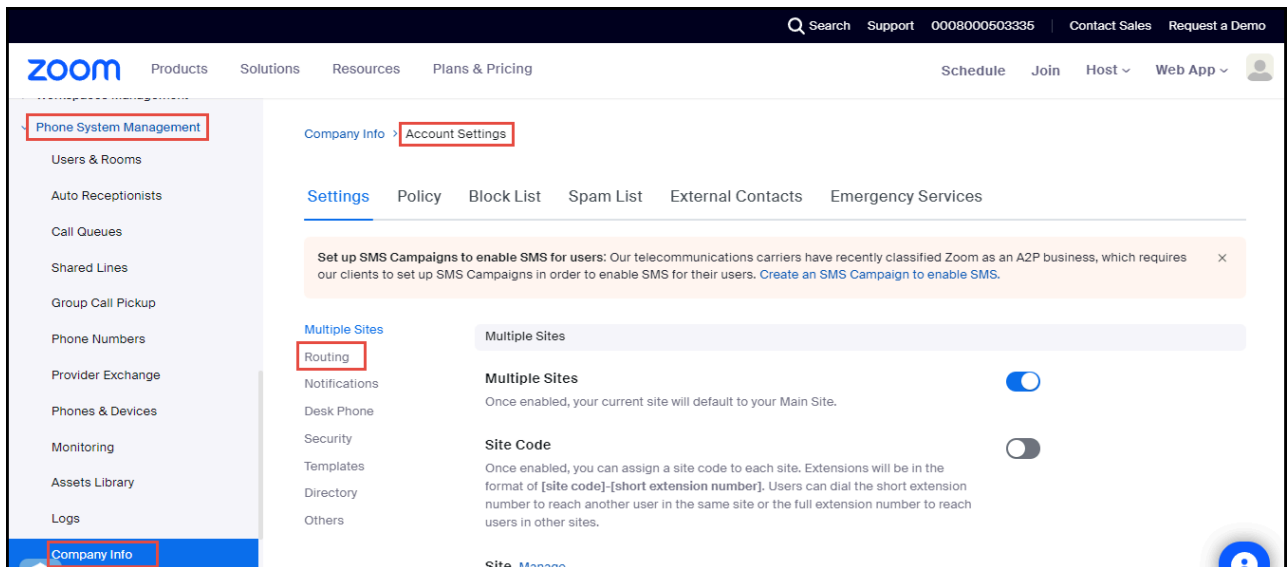 Search Support 0008000503335 Contact Sales Request a Demo
zoom Products Solutions Resources Plans & Pricing Schedule Join Host Web App
Workspaces Management
Phone System Management
Users & Rooms
Auto Receptionists
Call Queues
Shared Lines
Group Call Pickup
Phone Numbers
Provider Exchange
Phones & Devices
Monitoring
Assets Library
Logs
Company Info
Company Info > Account Settings
Settings Policy Block List Spam List External Contacts Emergency Services
Set up SMS Campaigns to enable SMS for users: Our telecommunications carriers have recently classified Zoom as an A2P business, which requires
our clients to set up SMS Campaigns in order to enable SMS for their users. Create an SMS Campaign to enable SMS.
Multiple Sites
Routing
Notifications
Desk Phone
Security
Templates
Directory
Others
Multiple Sites
Multiple Sites
Once enabled, your current site will default to your Main Site.
Site Code
Once enabled, you can assign a site code to each site. Extensions will be in the
format of [site code]-[short extension number]. Users can dial the short extension
number to reach another user in the same site or the full extension number to reach
users in other sites.
Site Manage